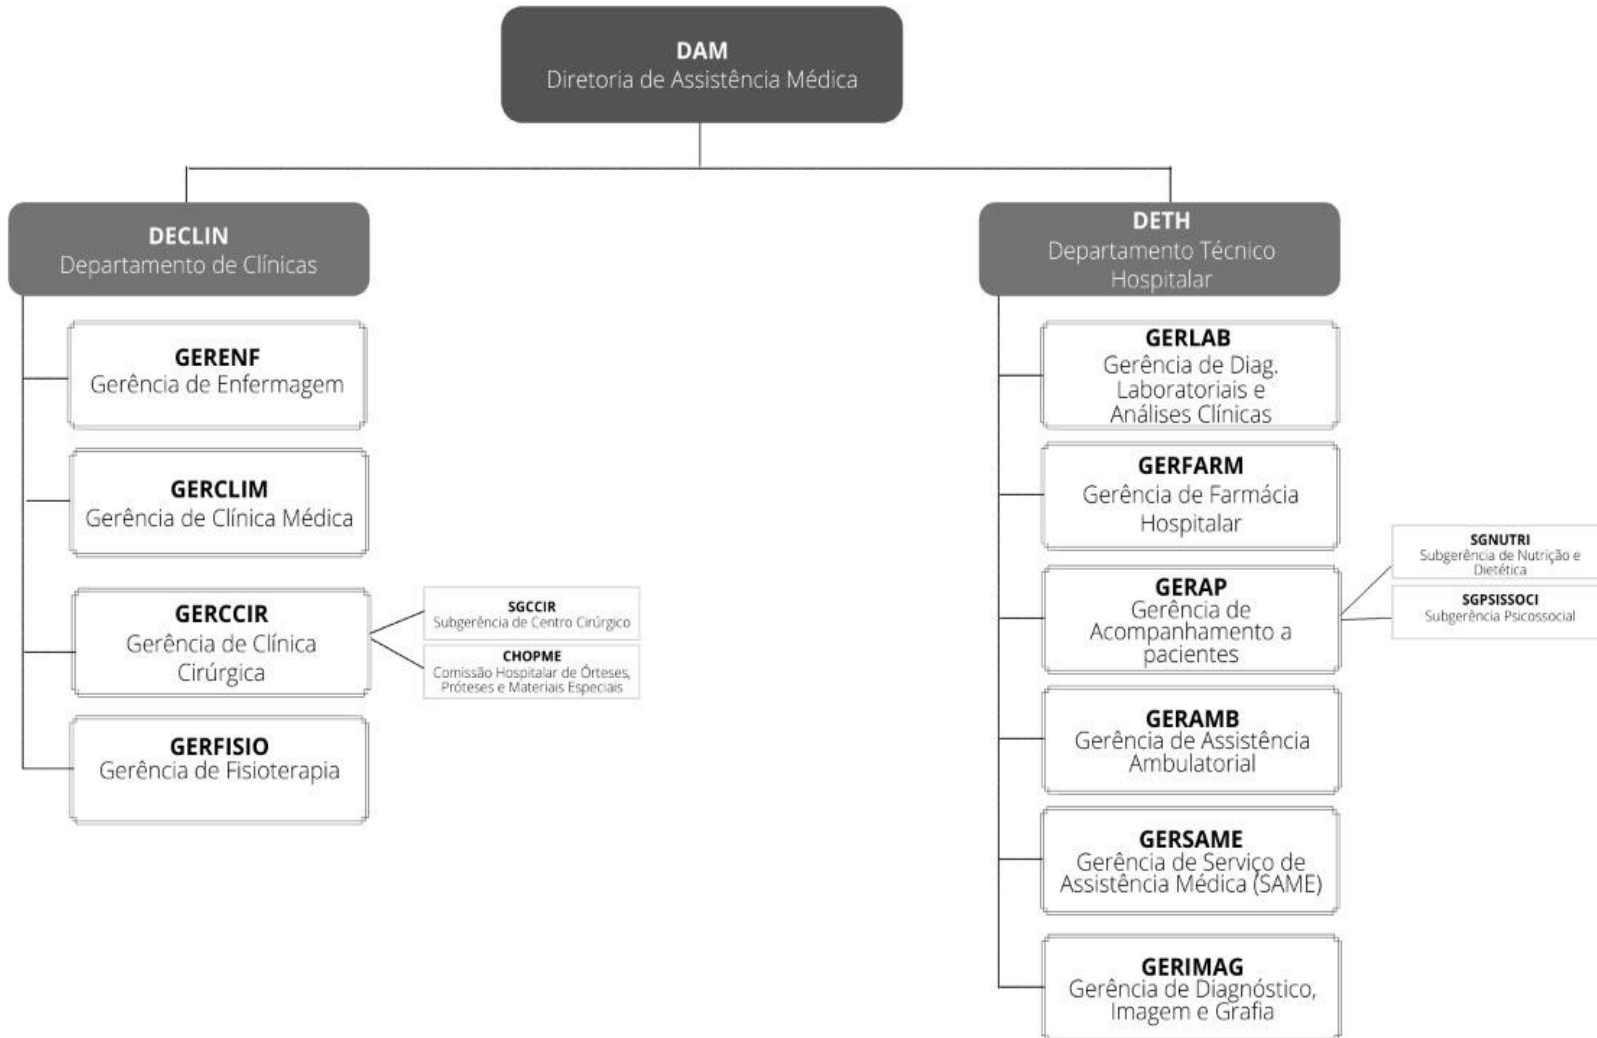 DAM
Diretoria de Assistência Médica
DECLIN
Departamento de Clínicas
GERENF
Gerência de Enfermagem
GERCLIM
Gerência de Clínica Médica
GERCCIR
Gerência de Clínica
Cirúrgica
SGCCIR
Subgerência de Centro Cirúrgico
CHOPME
Comissão Hospitalar de Órteses,
Próteses e Materiais Especiais
GERFISIO
Gerência de Fisioterapia
DETH
Departamento Técnico
Hospitalar
GERLAB
Gerência de Diag.
Laboratoriais e
Análises Clínicas
GERFARM
Gerência de Farmácia
Hospitalar
GERAP
Gerência de
Acompanhamento a
pacientes
SGNUTRI
Subgerência de Nutrição e
Dietética
SGPSISSOCI
Subgerência Psicossocial
GERAMB
Gerência de Assistência
Ambulatorial
GERSAME
Gerência de Serviço de
Assistência Médica (SAME)
GERIMAG
Gerência de Diagnóstico,
Imagem e Grafia